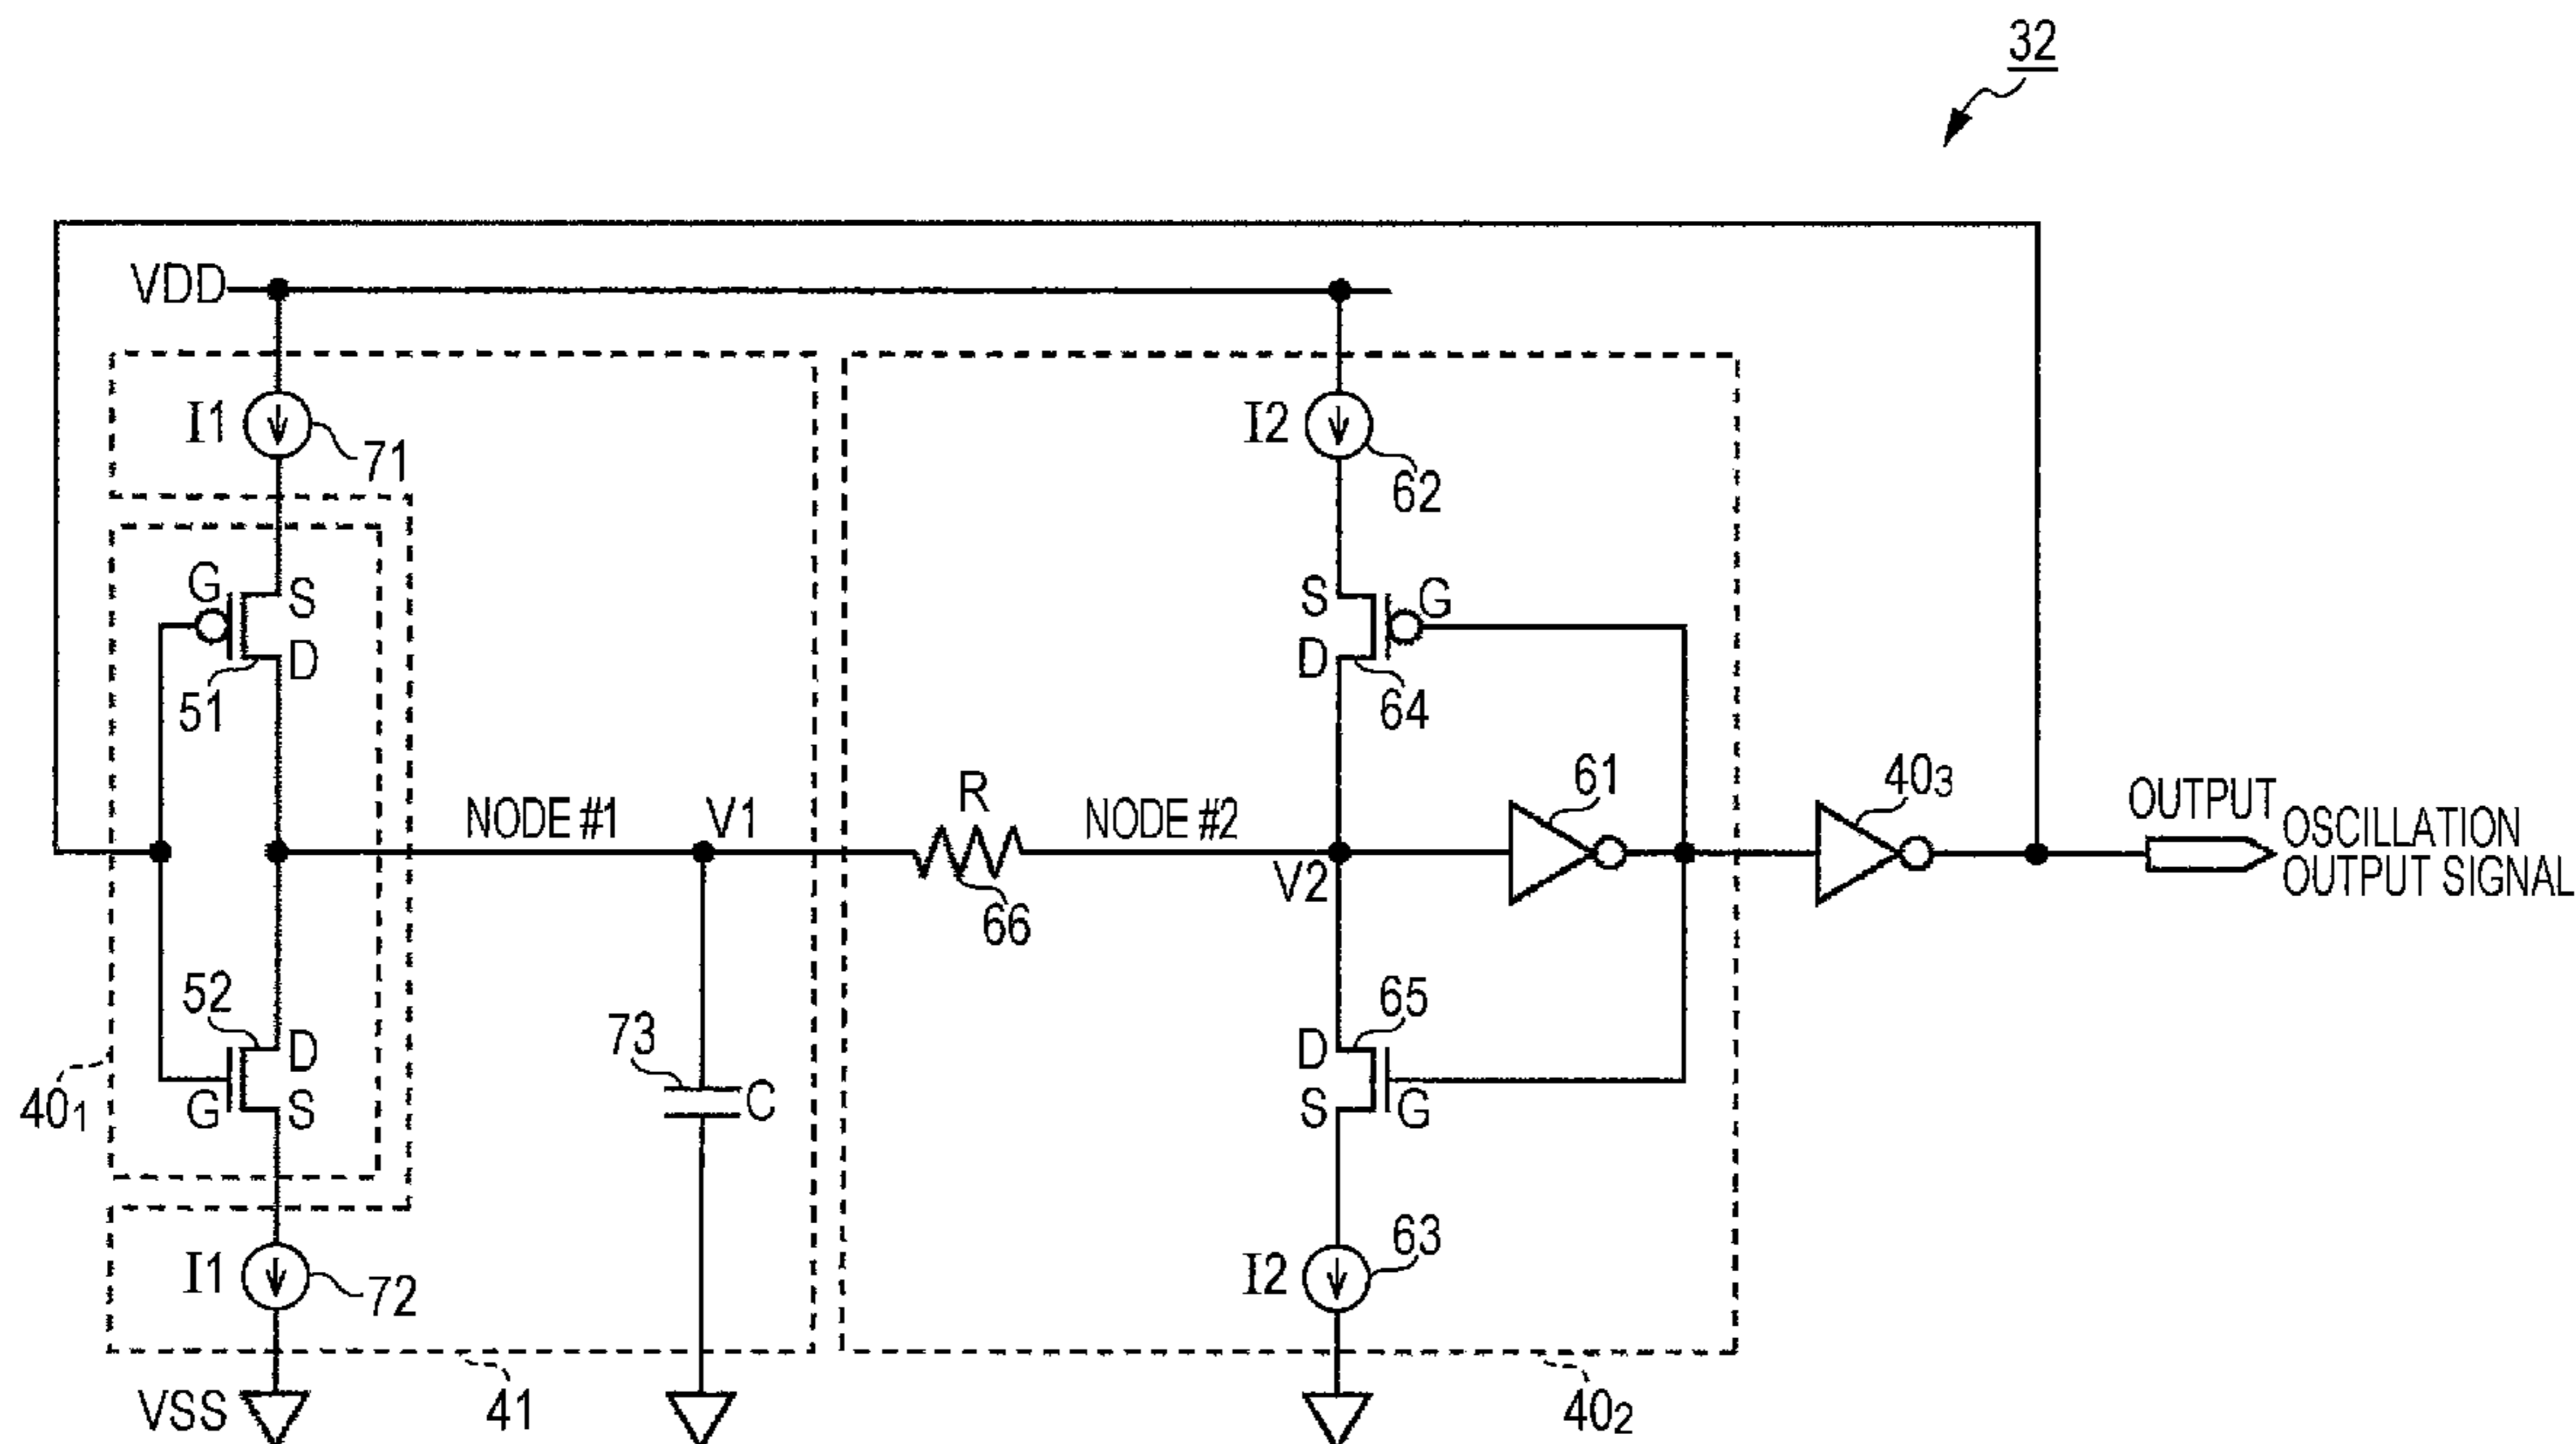 32
VDD
I1
71
I2
62
G
S
D
51
S
G
D
64
NODE #1
V1
R
66
NODE #2
V2
61
403
OUTPUT
OSCILLATION
OUTPUT SIGNAL
52
D
G
S
401
73
C
65
D
S
G
I1
72
I2
63
VSS
41
402